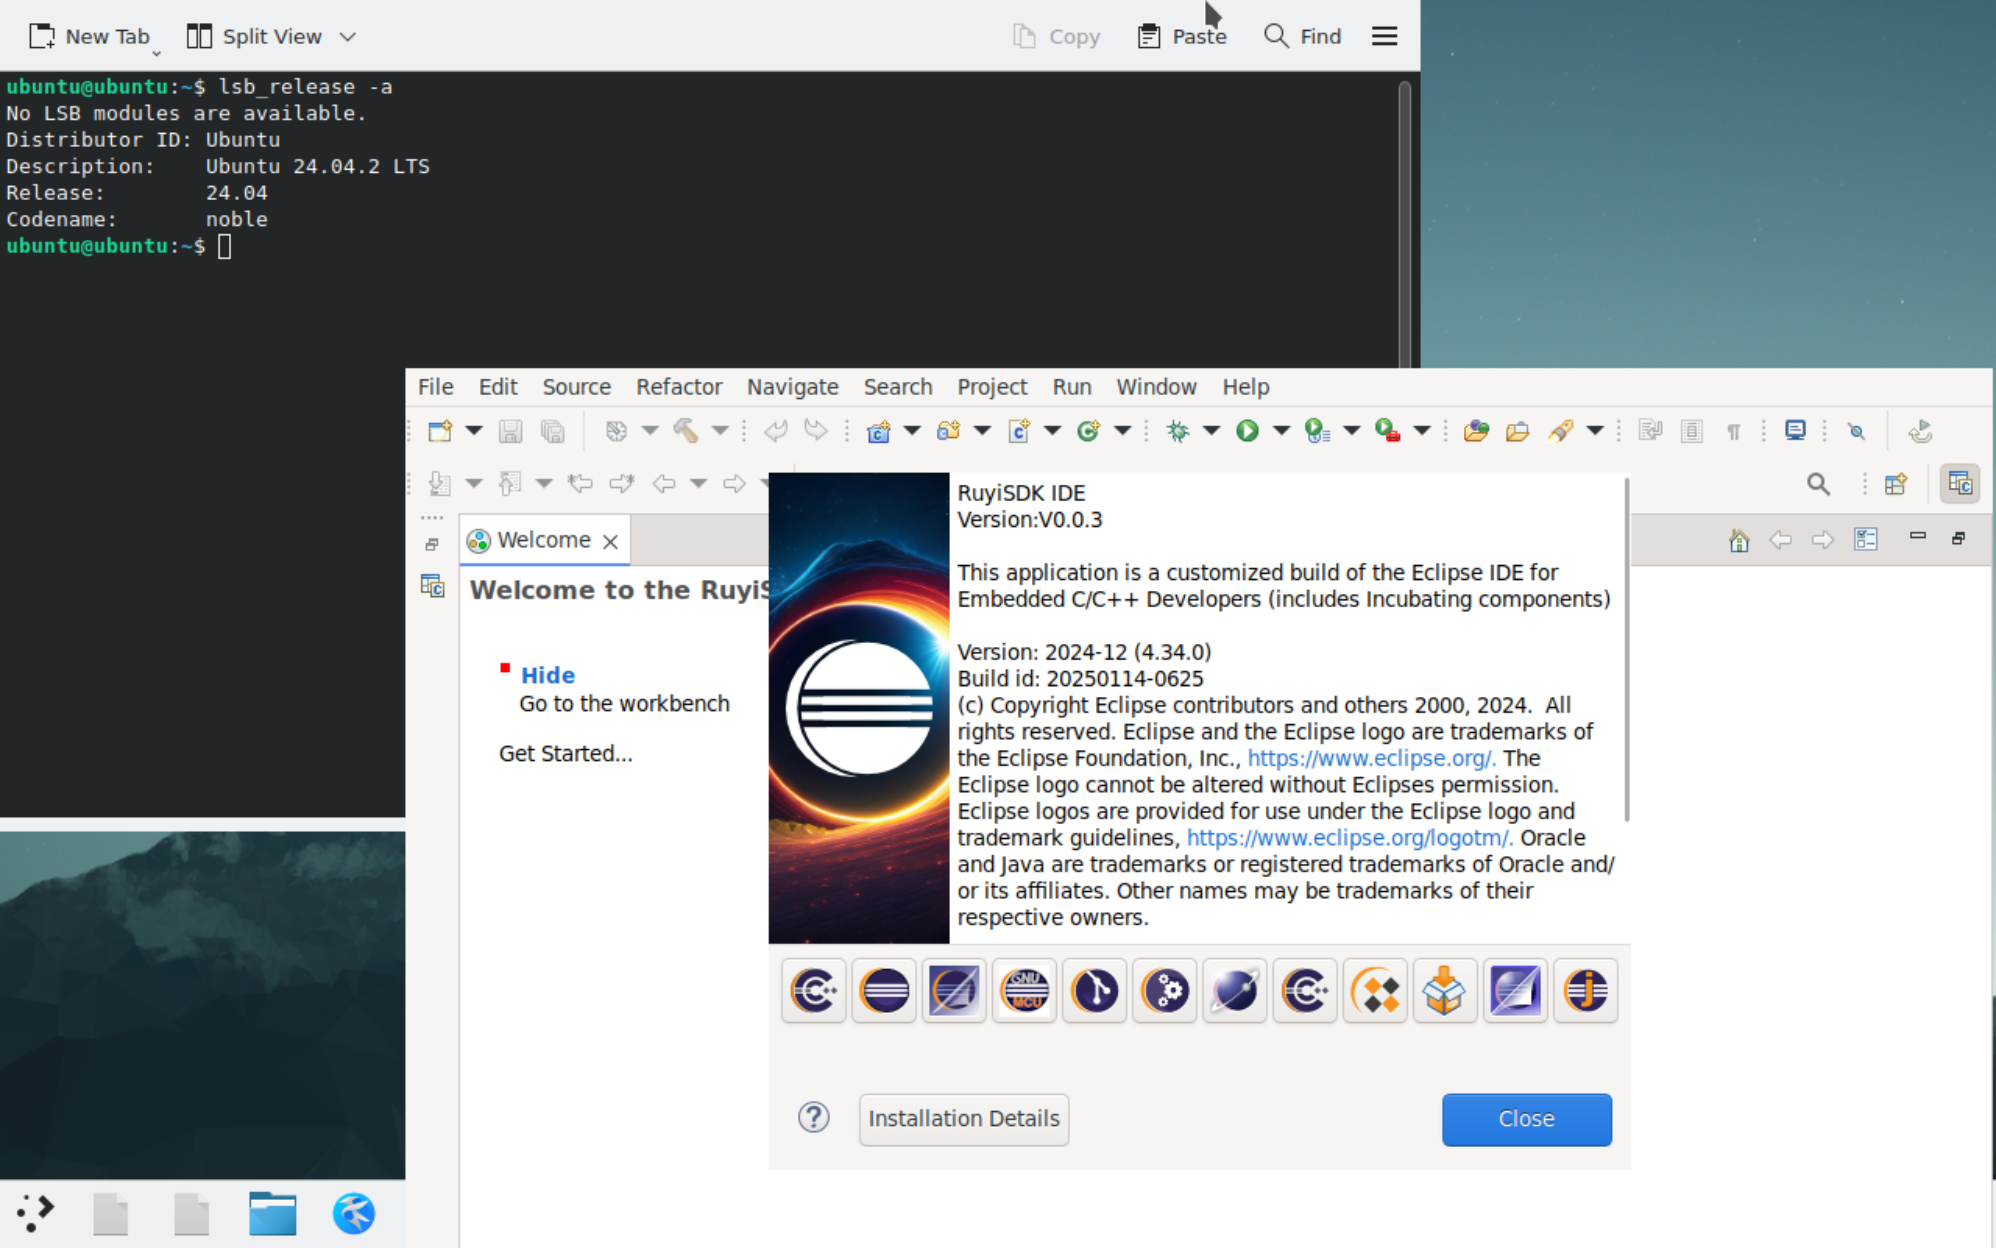 New Tab
Split View
Copy
Paste
Find
ubuntu@ubuntu:~$ lsb_release -a
No LSB modules are available.
Distributor ID: Ubuntu
Description:    Ubuntu 24.04.2 LTS
Release:        24.04
Codename:       noble
ubuntu@ubuntu:~$
File Edit Source Refactor Navigate Search Project Run Window Help
Welcome
Welcome to the RuyiS
Hide
Go to the workbench
Get Started...
RuyiSDK IDE
Version:V0.0.3
This application is a customized build of the Eclipse IDE for
Embedded C/C++ Developers (includes Incubating components)
Version: 2024-12 (4.34.0)
Build id: 20250114-0625
(c) Copyright Eclipse contributors and others 2000, 2024.  All
rights reserved. Eclipse and the Eclipse logo are trademarks of
the Eclipse Foundation, Inc., https://www.eclipse.org/. The
Eclipse logo cannot be altered without Eclipses permission.
Eclipse logos are provided for use under the Eclipse logo and
trademark guidelines, https://www.eclipse.org/logotm/. Oracle
and Java are trademarks or registered trademarks of Oracle and/
or its affiliates. Other names may be trademarks of their
respective owners.
GNU
MCU
Installation Details
Close